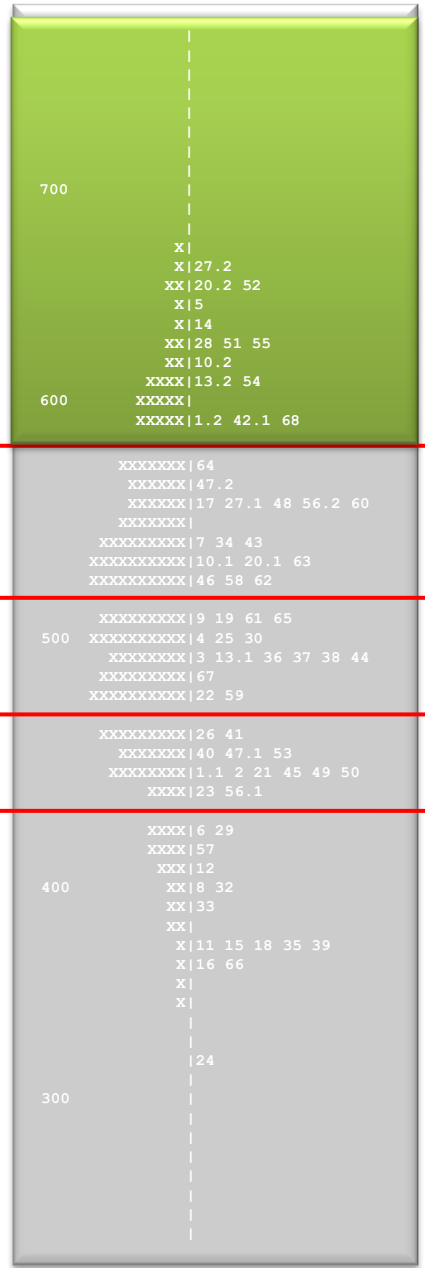 |
|
|
|
|
|
|
|
700 |
|
|
X|
X|27.2
XX|20.2 52
X|5
X|14
XX|28 51 55
XX|10.2
XXXX|13.2 54
600 XXXXX|
XXXXX|1.2 42.1 68
XXXXXXX|64
XXXXXX|47.2
XXXXXX|17 27.1 48 56.2 60
XXXXXXX|
XXXXXXXXX|7 34 43
XXXXXXXXXX|10.1 20.1 63
XXXXXXXXXX|46 58 62
XXXXXXXXX|9 19 61 65
500 XXXXXXXXXX|4 25 30
XXXXXXXX|3 13.1 36 37 38 44
XXXXXXXXX|67
XXXXXXXXXX|22 59
XXXXXXXXX|26 41
XXXXXXX|40 47.1 53
XXXXXXXX|1.1 2 21 45 49 50
XXXX|23 56.1
XXXX|6 29
XXXX|57
XXX|12
400 XX|8 32
XX|33
XX|
X|11 15 18 35 39
X|16 66
X|
X|
|
|
|24
|
300 |
|
|
|
|
|
|
|